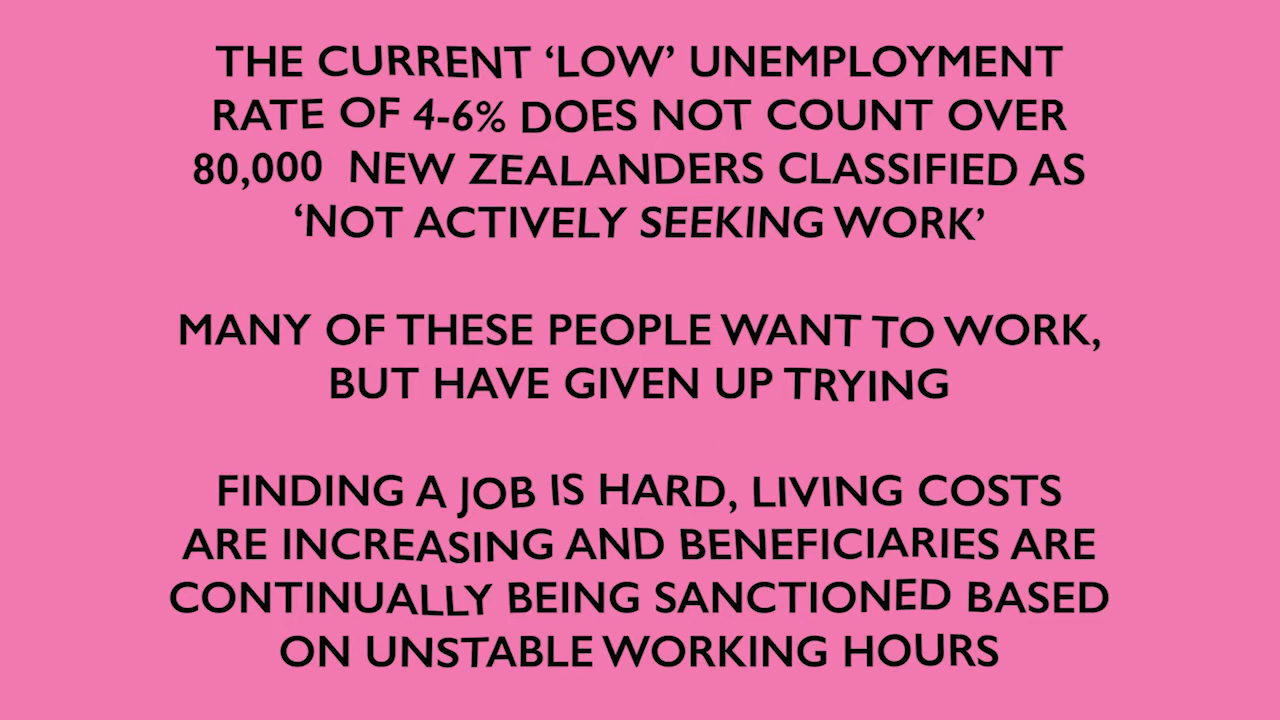 THE CURRENT ‘LOW’ UNEMPLOYMENT
RATE OF 4-6% DOES NOT COUNT OVER
80,000 NEW ZEALANDERS CLASSIFIED AS
‘NOT ACTIVELY SEEKING WORK’
MANY OF THESE PEOPLE WANT TO WORK,
BUT HAVE GIVEN UP TRYING
FINDING A JOB IS HARD, LIVING COSTS
ARE INCREASING AND BENEFICIARIES ARE
CONTINUALLY BEING SANCTIONED BASED
ON UNSTABLE WORKING HOURS